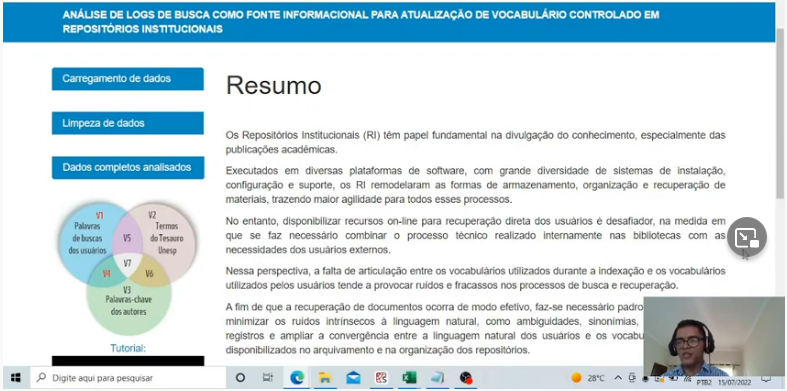 ANÁLISE DE LOGS DE BUSCA COMO FONTE INFORMACIONAL PARA ATUALIZAÇÃO DE VOCABULÁRIO CONTROLADO EM
REPOSITÓRIOS INSTITUCIONAIS
Carregamento de dados
Limpeza de dados
Dados completos analisados
V1
Palavras
de buscas
dos usuários
V2
Termos
do Tesauro
Unesp
V5
V7
V4
V6
V3
Palavras-chave
dos autores
Tutorial:
Resumo
Os Repositórios Institucionais (RI) têm papel fundamental na divulgação do conhecimento, especialmente das
publicações acadêmicas.
Executados em diversas plataformas de software, com grande diversidade de sistemas de instalação,
configuração e suporte, os RI remodelaram as formas de armazenamento, organização e recuperação de
materiais, trazendo maior agilidade para todos esses processos.
No entanto, disponibilizar recursos on-line para recuperação direta dos usuários é desafiador, na medida em
que se faz necessário combinar o processo técnico realizado internamente nas bibliotecas com as
necessidades dos usuários externos.
Nessa perspectiva, a falta de articulação entre os vocabulários utilizados durante a indexação e os vocabulários
utilizados pelos usuários tende a provocar ruídos e fracassos nos processos de busca e recuperação.
A fim de que a recuperação de documentos ocorra de modo efetivo, faz-se necessário padro
minimizar os ruídos intrínsecos à linguagem natural, como ambiguidades, sinonímias,
registros e ampliar a convergência entre a linguagem natural dos usuários e os vocabu
disponibilizados no arquivamento e na organização dos repositórios.
Digite aqui para pesquisar
28°C
PTB2
15/07/2022